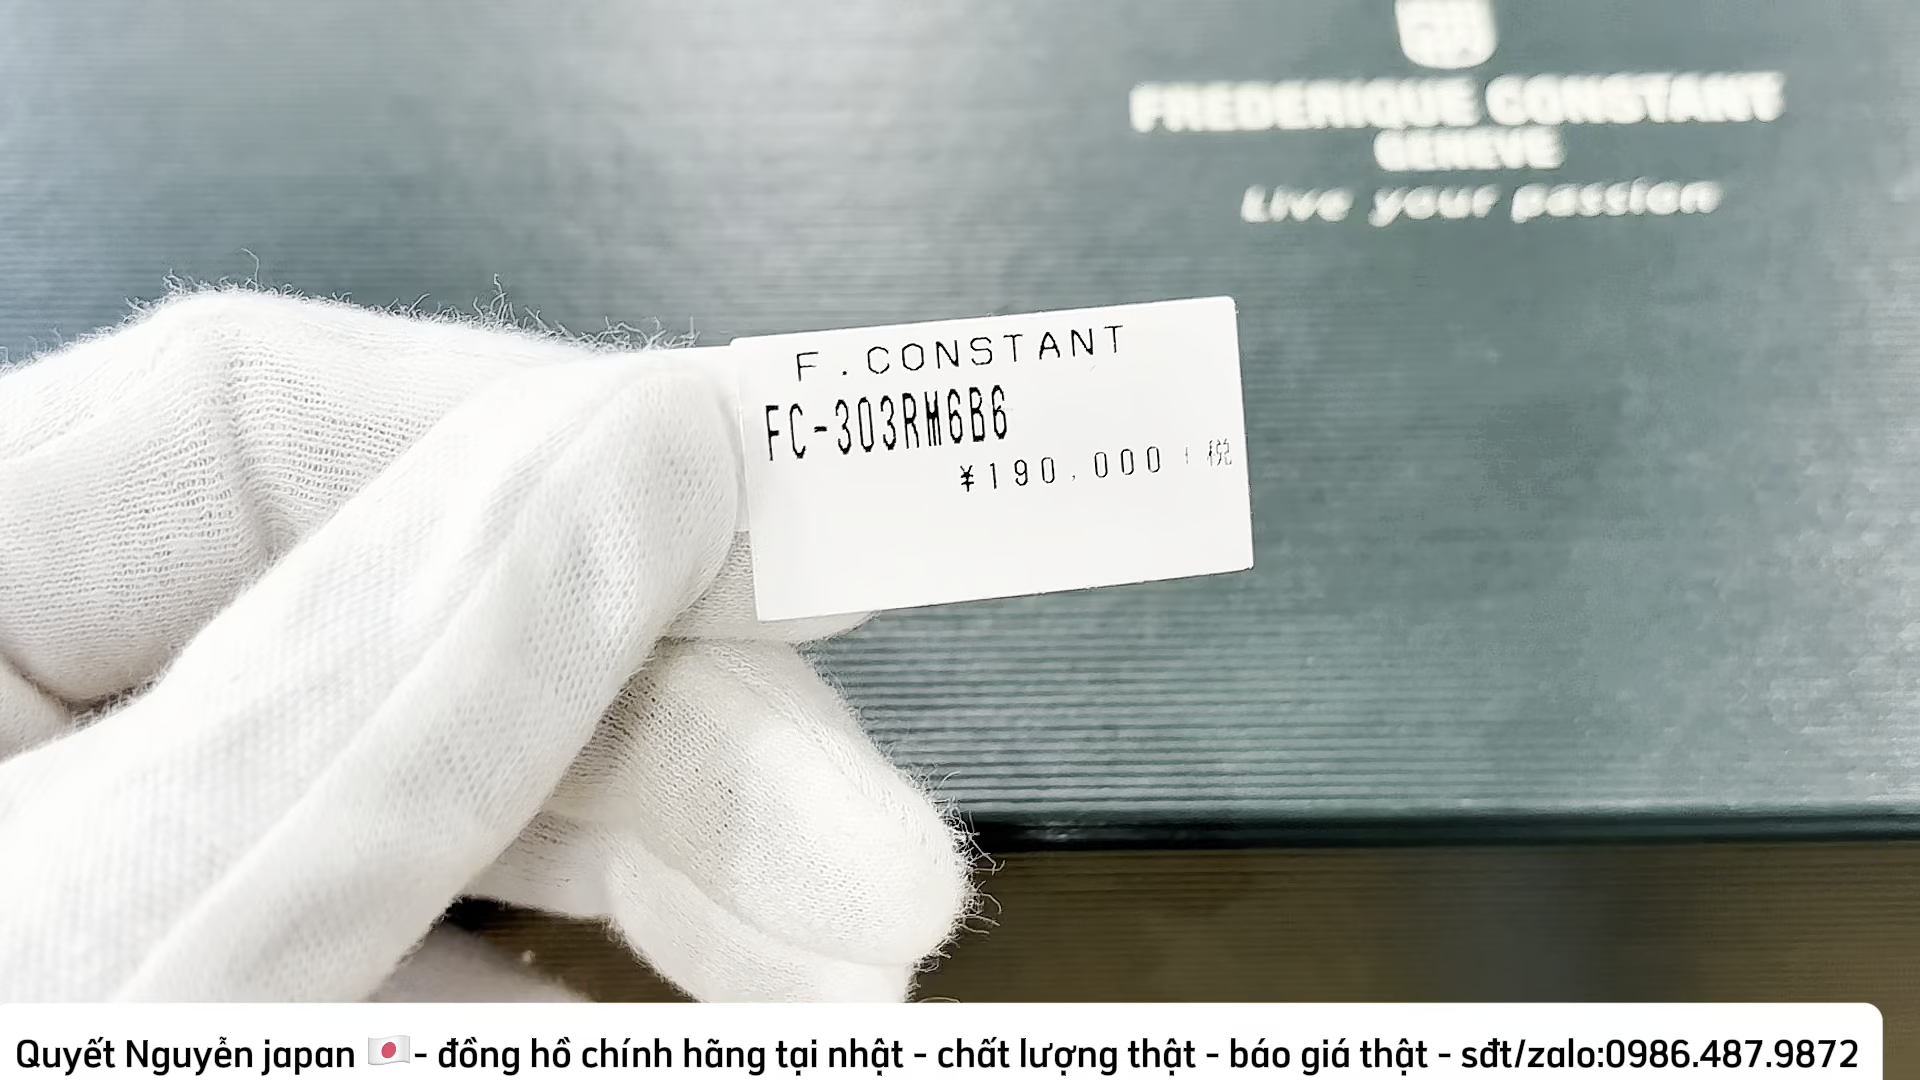 FREDERIQUE CONSTANT
GENEVE
Live your passion
F.CONSTANT
FC-303RM6B6
¥190,000 + 税
Quyết Nguyễn japan 🇯🇵- đồng hồ chính hãng tại nhật - chất lượng thật - báo giá thật - sđt/zalo:0986.487.9872